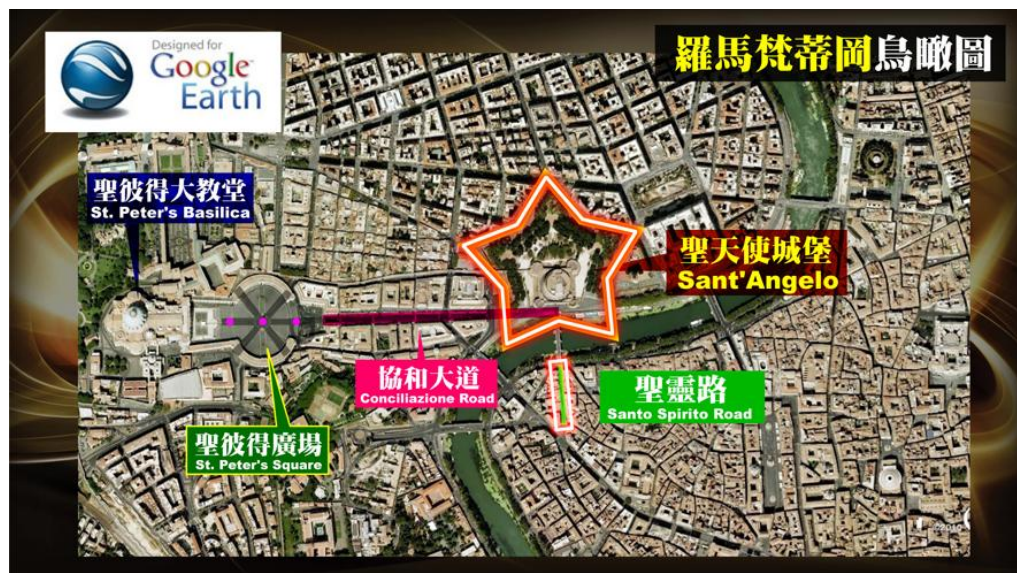 Designed for
Google
Earth
羅馬梵蒂岡鳥瞰圖
聖彼得大教堂
St. Peter's Basilica
聖天使城堡
Sant'Angelo
協和大道
Conciliazione Road
聖靈路
Santo Spirito Road
聖彼得廣場
St. Peter's Square
©2010